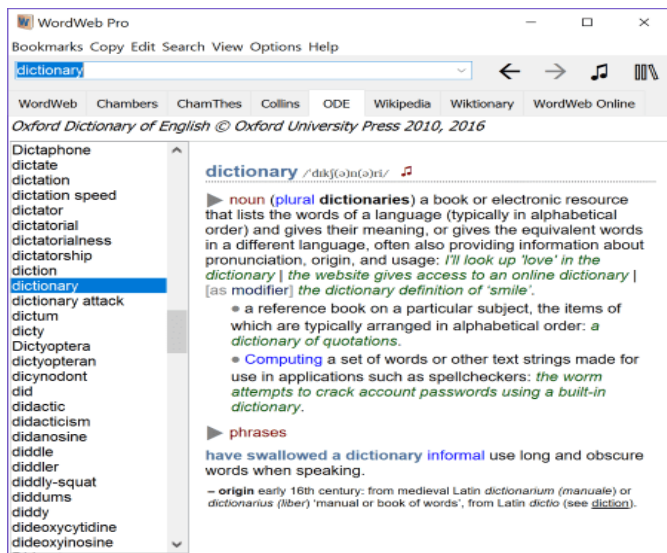 WordWeb Pro
Bookmarks Copy Edit Search View Options Help
dictionary
WordWeb Chambers ChamThes Collins ODE Wikipedia Wiktionary WordWeb Online
Oxford Dictionary of English © Oxford University Press 2010, 2016
Dictaphone
dictate
dictation
dictation speed
dictator
dictatorial
dictatorialness
dictatorship
diction
dictionary
dictionary attack
dictum
dicty
Dictyoptera
dictyopteran
dicynodont
did
didactic
didacticism
didanosine
diddle
diddler
diddly-squat
diddums
diddy
dideoxycytidine
dideoxyinosine
dictionary /ˈdɪkʃ(ə)n(ə)ri/
noun (plural dictionaries) a book or electronic resource
that lists the words of a language (typically in alphabetical
order) and gives their meaning, or gives the equivalent words
in a different language, often also providing information about
pronunciation, origin, and usage: I'll look up 'love' in the
dictionary | the website gives access to an online dictionary |
[as modifier] the dictionary definition of ‘smile’.
● a reference book on a particular subject, the items of
which are typically arranged in alphabetical order: a
dictionary of quotations.
● Computing a set of words or other text strings made for
use in applications such as spellcheckers: the worm
attempts to crack account passwords using a built-in
dictionary.
phrases
have swallowed a dictionary informal use long and obscure
words when speaking.
– origin early 16th century: from medieval Latin dictionarium (manuale) or
dictionarius (liber) ‘manual or book of words’, from Latin dictio (see diction).